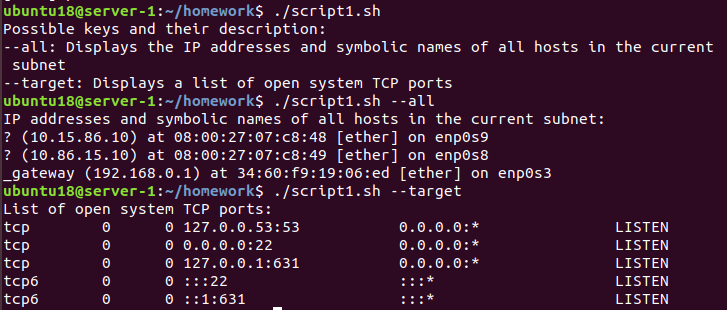 ubuntu18@server-1:~/homework$ ./script1.sh
Possible keys and their description:
--all: Displays the IP addresses and symbolic names of all hosts in the current
 subnet
--target: Displays a list of open system TCP ports
ubuntu18@server-1:~/homework$ ./script1.sh --all
IP addresses and symbolic names of all hosts in the current subnet:
? (10.15.86.10) at 08:00:27:07:c8:48 [ether] on enp0s9
? (10.86.15.10) at 08:00:27:07:c8:49 [ether] on enp0s8
_gateway (192.168.0.1) at 34:60:f9:19:06:ed [ether] on enp0s3
ubuntu18@server-1:~/homework$ ./script1.sh --target
List of open system TCP ports:
tcp        0      0 127.0.0.53:53           0.0.0.0:*               LISTEN
tcp        0      0 0.0.0.0:22              0.0.0.0:*               LISTEN
tcp        0      0 127.0.0.1:631           0.0.0.0:*               LISTEN
tcp6       0      0 :::22                   :::*                    LISTEN
tcp6       0      0 ::1:631                 :::*                    LISTEN